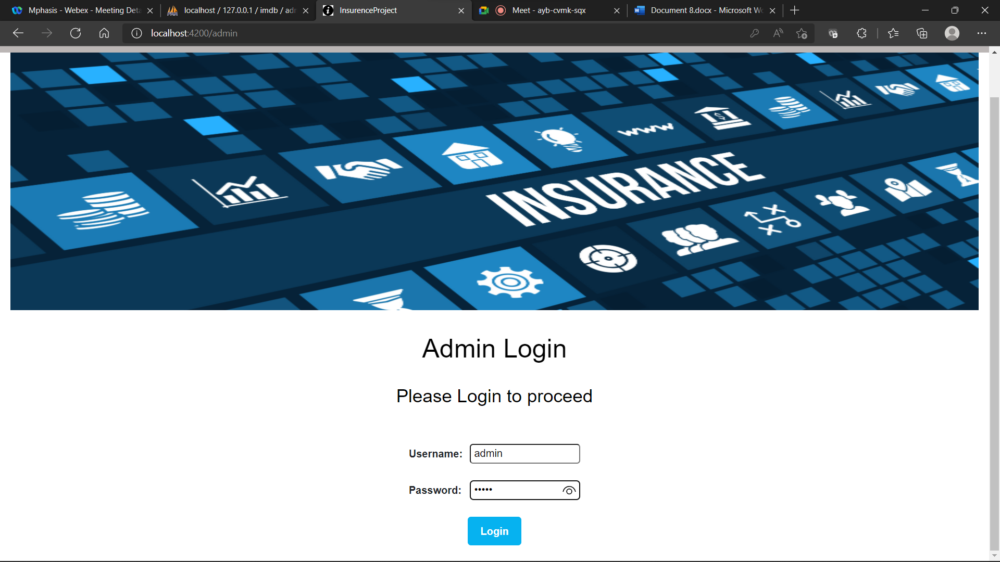 Mphasis - Webex - Meeting Deta
localhost / 127.0.0.1 / imdb / adm
InsurenceProject
Meet - ayb-cvmk-sqx
Document 8.docx - Microsoft Wo
localhost:4200/admin
www
INSURANCE
Admin Login
Please Login to proceed
Username: admin
Password: •••••
Login